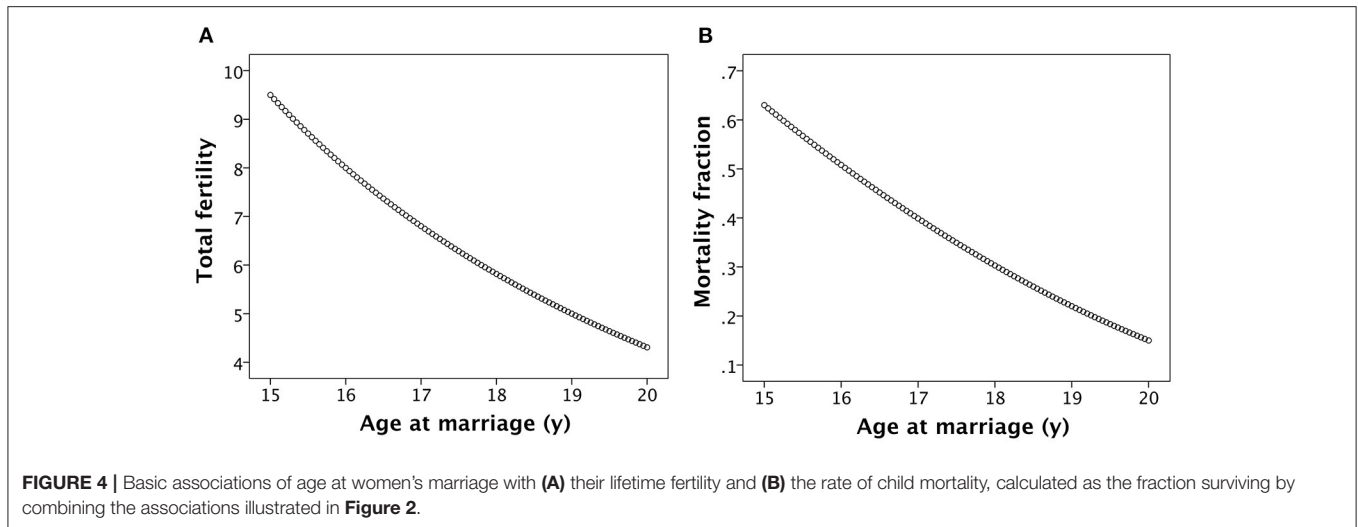 A
B
10
9
8
7
6
5
4
Total fertility
15 16 17 18 19 20
Age at marriage (y)
.7
.6
.5
.4
.3
.2
.1
Mortality fraction
15 16 17 18 19 20
Age at marriage (y)
FIGURE 4 | Basic associations of age at women's marriage with (A) their lifetime fertility and (B) the rate of child mortality, calculated as the fraction surviving by
combining the associations illustrated in Figure 2.